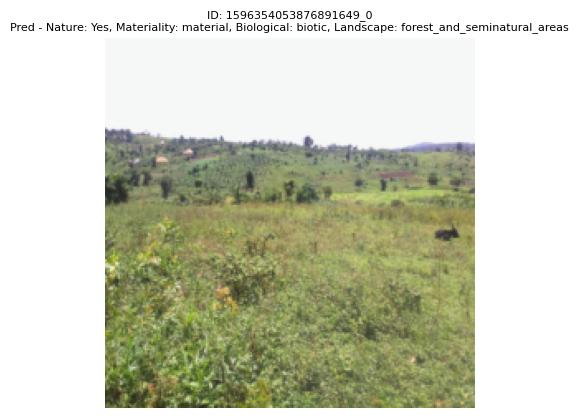 ID: 1596354053876891649_0
Pred - Nature: Yes, Materiality: material, Biological: biotic, Landscape: forest_and_seminatural_areas